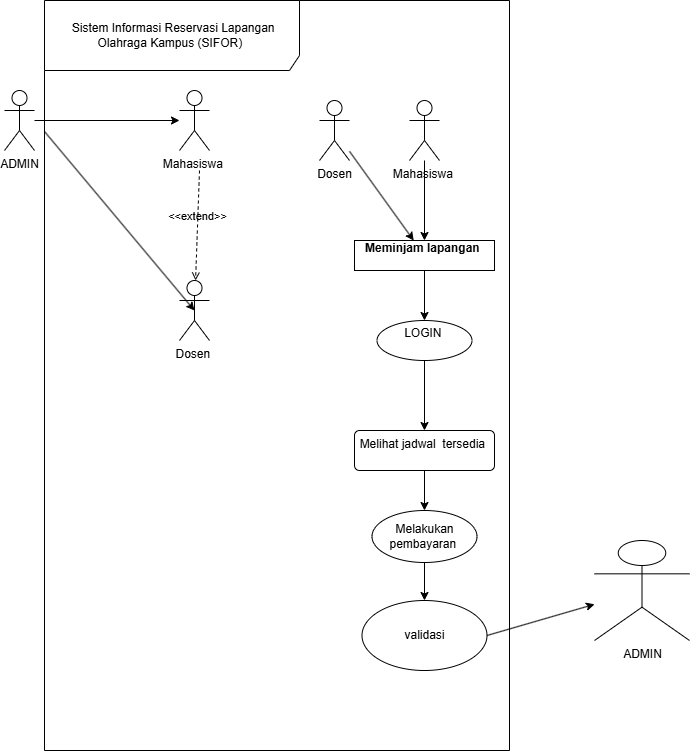 Sistem Informasi Reservasi Lapangan
Olahraga Kampus (SIFOR)
ADMIN
Mahasiswa
Dosen
Mahasiswa
<<extend>>
Dosen
Meminjam lapangan
LOGIN
Melihat jadwal tersedia
Melakukan
pembayaran
validasi
ADMIN